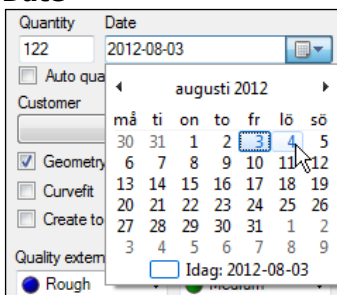 Quantity Date
122 2012-08-03
Auto qua
augusti 2012
Customer
må ti on to fr lö sö
30 31 1 2 3 4 5
Geometry
6 7 8 9 10 11 12
13 14 15 16 17 18 19
Curvefit
20 21 22 23 24 25 26
Create to
27 28 29 30 31 1 2
3 4 5 6 7 8 9
Quality extern
Idag: 2012-08-03
Rough